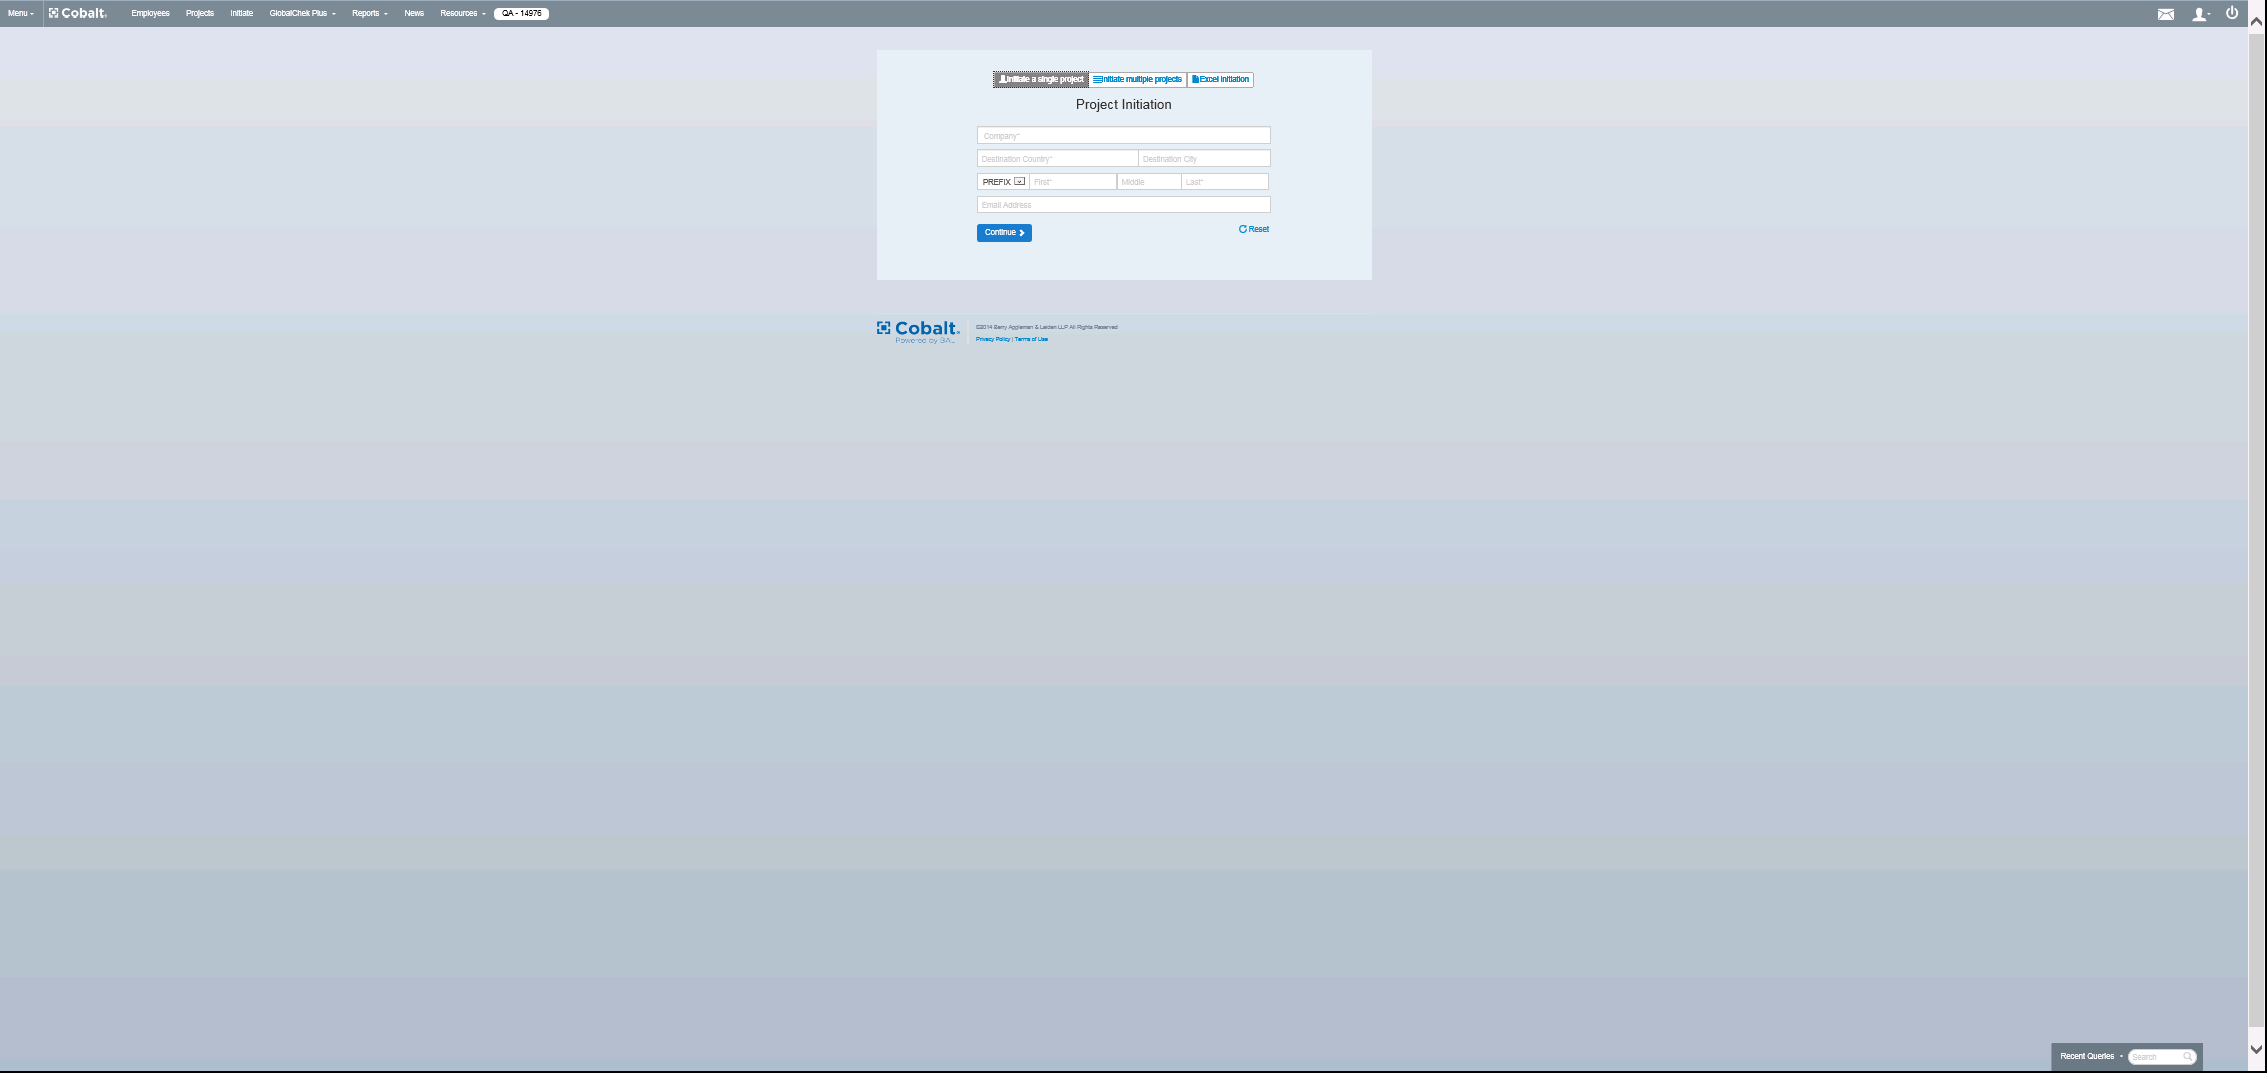 Menu Cobalt Employees Projects Initiate GlobalChek Plus Reports News Resources QA - 14976
Initiate a single project Initiate multiple projects Excel Initiation
Project Initiation
Company*
Destination Country* Destination City
PREFIX First* Middle Last*
Email Address
Continue Reset
Cobalt ©2014 Berry Appleman & Leiden LLP All Rights Reserved
Powered by BAL Privacy Policy | Terms of Use
Recent Queries Search